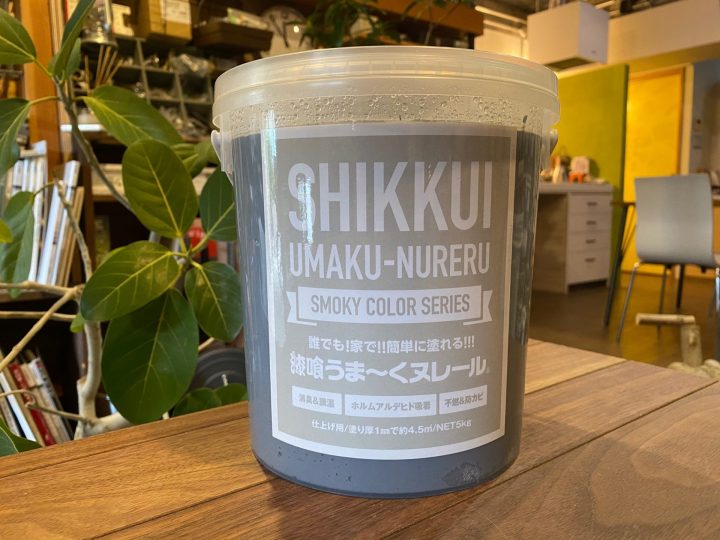 SHIKKUI
UMAKU-NURERU
SMOKY COLOR SERIES
誰でも!家で!!簡単に塗れる!!!
漆喰うま〜くヌレール®
消臭&調湿 ホルムアルデヒド吸着 不燃&防カビ
仕上げ用/塗り厚1㎜で約4.5㎡/NET5kg